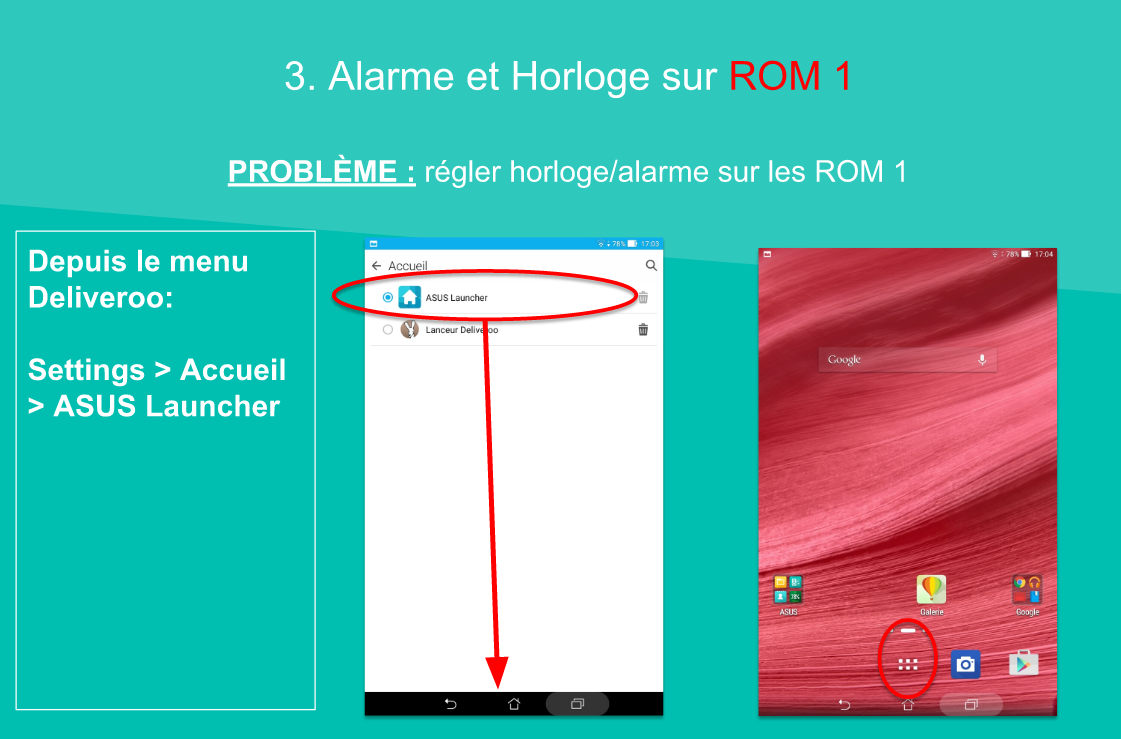 3. Alarme et Horloge sur ROM 1
PROBLÈME : régler horloge/alarme sur les ROM 1
Depuis le menu
Deliveroo:
Settings > Accueil
> ASUS Launcher
78% 17:03
Accueil
ASUS Launcher
Lanceur Deliveroo
78% 17:04
Google
78%
ASUS
Galerie
Google